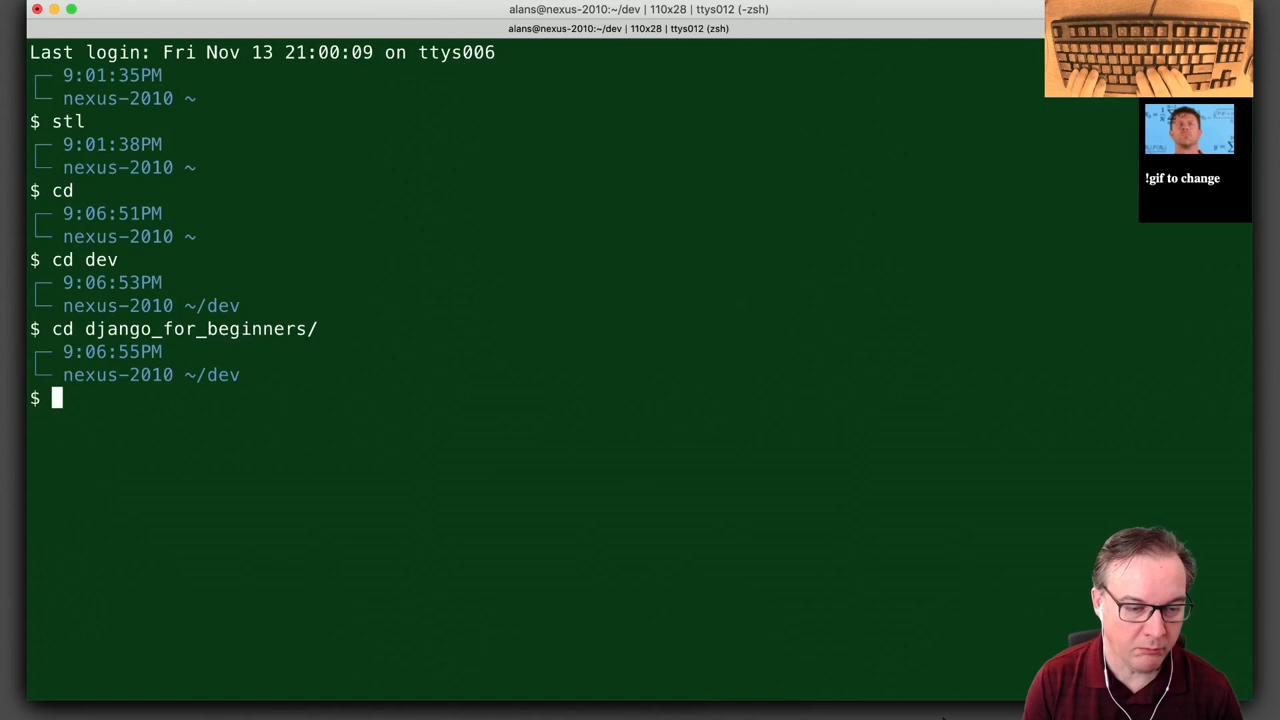 alans@nexus-2010:~/dev | 110x28 | ttys012 (-zsh)
alans@nexus-2010:~/dev | 110x28 | ttys012 (zsh)
Last login: Fri Nov 13 21:00:09 on ttys006
9:01:35PM
nexus-2010 ~
$ stl
9:01:38PM
nexus-2010 ~
$ cd
9:06:51PM
nexus-2010 ~
$ cd dev
9:06:53PM
nexus-2010 ~/dev
$ cd django_for_beginners/
9:06:55PM
nexus-2010 ~/dev
$
!gif to change